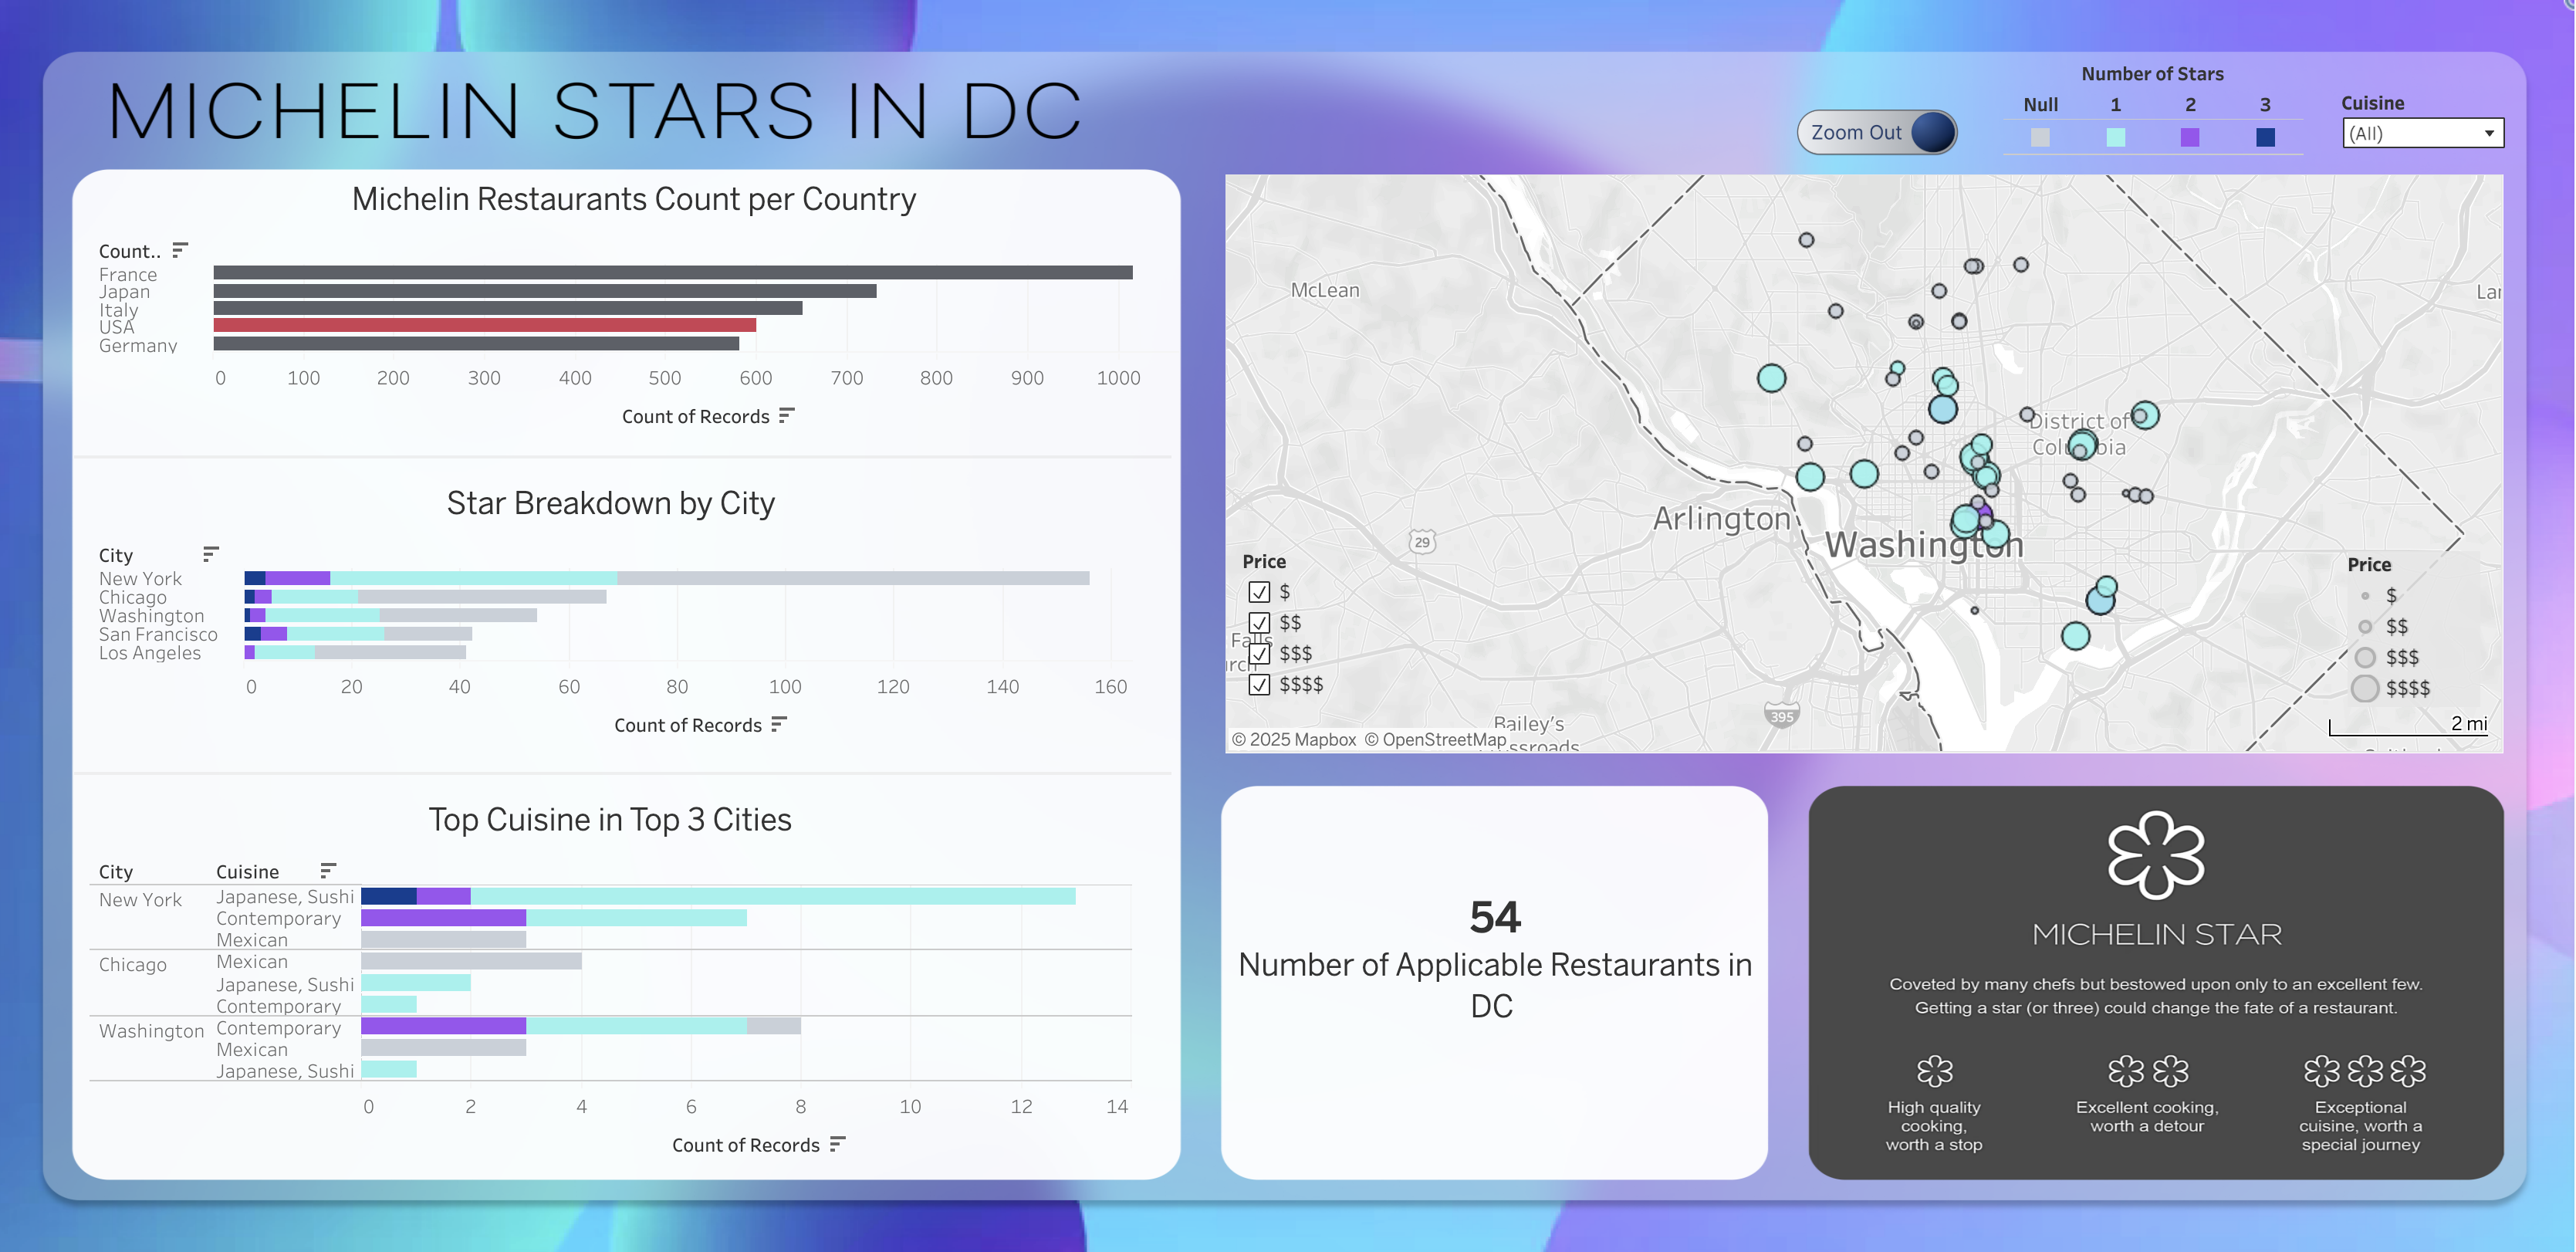 MICHELIN STARS IN DC
Zoom Out
Number of Stars
Null 1 2 3
Cuisine
(All)
Michelin Restaurants Count per Country
Count..
France
Japan
Italy
USA
Germany
0 100 200 300 400 500 600 700 800 900 1000
Count of Records
Star Breakdown by City
City
New York
Chicago
Washington
San Francisco
Los Angeles
0 20 40 60 80 100 120 140 160
Count of Records
Top Cuisine in Top 3 Cities
City Cuisine
New York Japanese, Sushi
Contemporary
Mexican
Chicago Mexican
Japanese, Sushi
Contemporary
Washington Contemporary
Mexican
Japanese, Sushi
0 2 4 6 8 10 12 14
Count of Records
McLean
Lar
District of
Columbia
Arlington
Washington
29
Price
$
$$
$$$
$$$$
Falls
urch
395
Bailey's
ossroads
© 2025 Mapbox © OpenStreetMap
Price
$
$$
$$$
$$$$
2 mi
54
Number of Applicable Restaurants in
DC
MICHELIN STAR
Coveted by many chefs but bestowed upon only to an excellent few.
Getting a star (or three) could change the fate of a restaurant.
High quality
cooking,
worth a stop
Excellent cooking,
worth a detour
Exceptional
cuisine, worth a
special journey